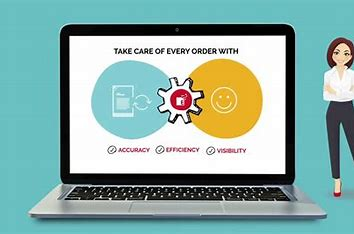 TAKE CARE OF EVERY ORDER WITH
ACCURACY EFFICIENCY VISIBILITY